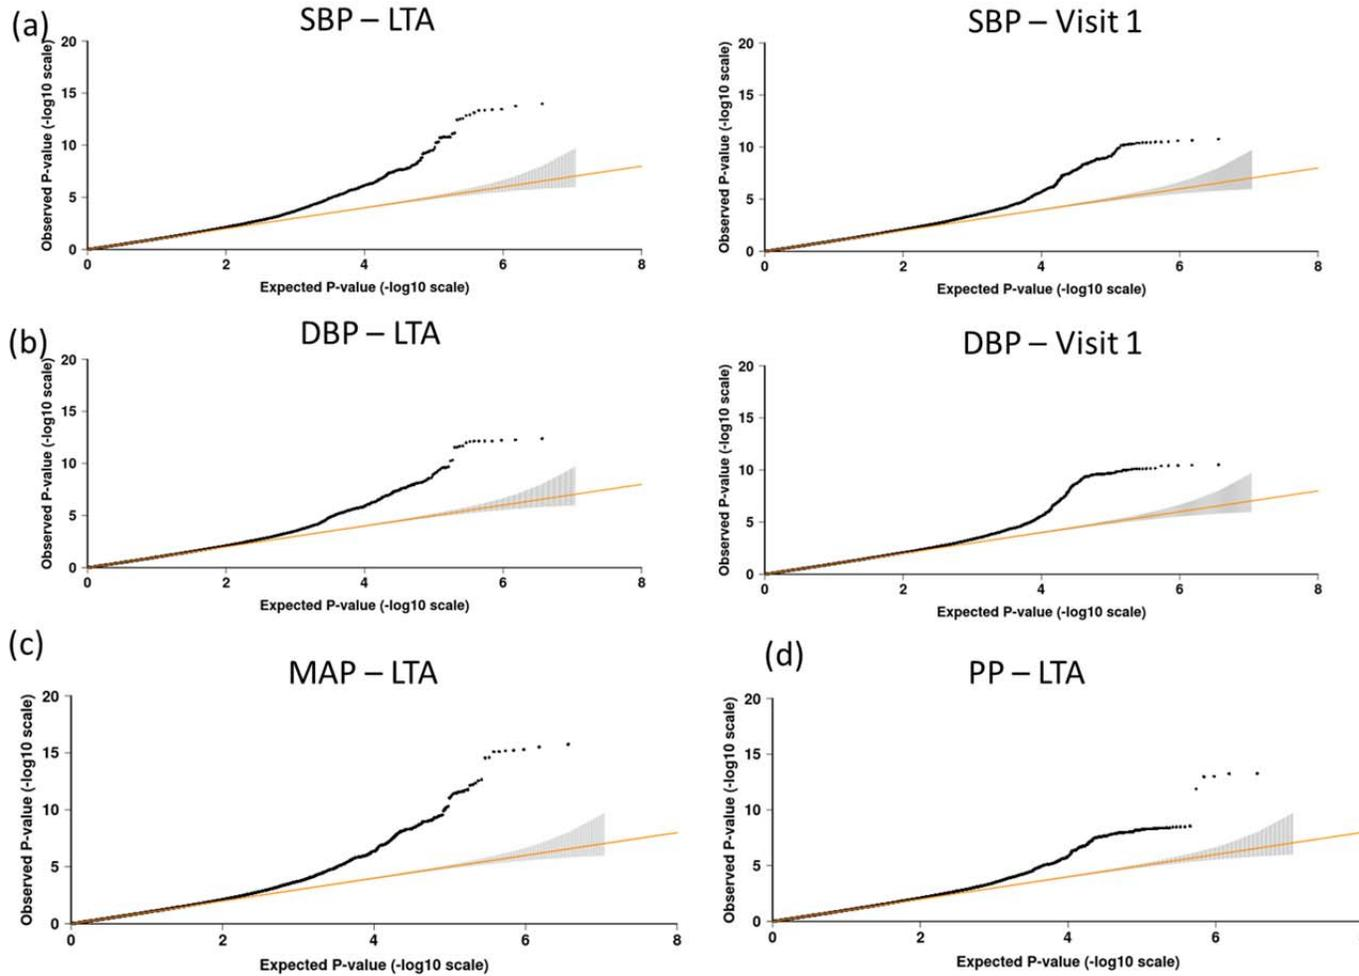 (a)
SBP – LTA
Observed P-value (-log10 scale)
20
15
10
5
0
0 2 4 6 8
Expected P-value (-log10 scale)
SBP – Visit 1
Observed P-value (-log10 scale)
20
15
10
5
0
0 2 4 6 8
Expected P-value (-log10 scale)
(b)
DBP – LTA
Observed P-value (-log10 scale)
20
15
10
5
0
0 2 4 6 8
Expected P-value (-log10 scale)
DBP – Visit 1
Observed P-value (-log10 scale)
20
15
10
5
0
0 2 4 6 8
Expected P-value (-log10 scale)
(c)
MAP – LTA
Observed P-value (-log10 scale)
20
15
10
5
0
0 2 4 6 8
Expected P-value (-log10 scale)
(d)
PP – LTA
Observed P-value (-log10 scale)
20
15
10
5
0
0 2 4 6
Expected P-value (-log10 scale)